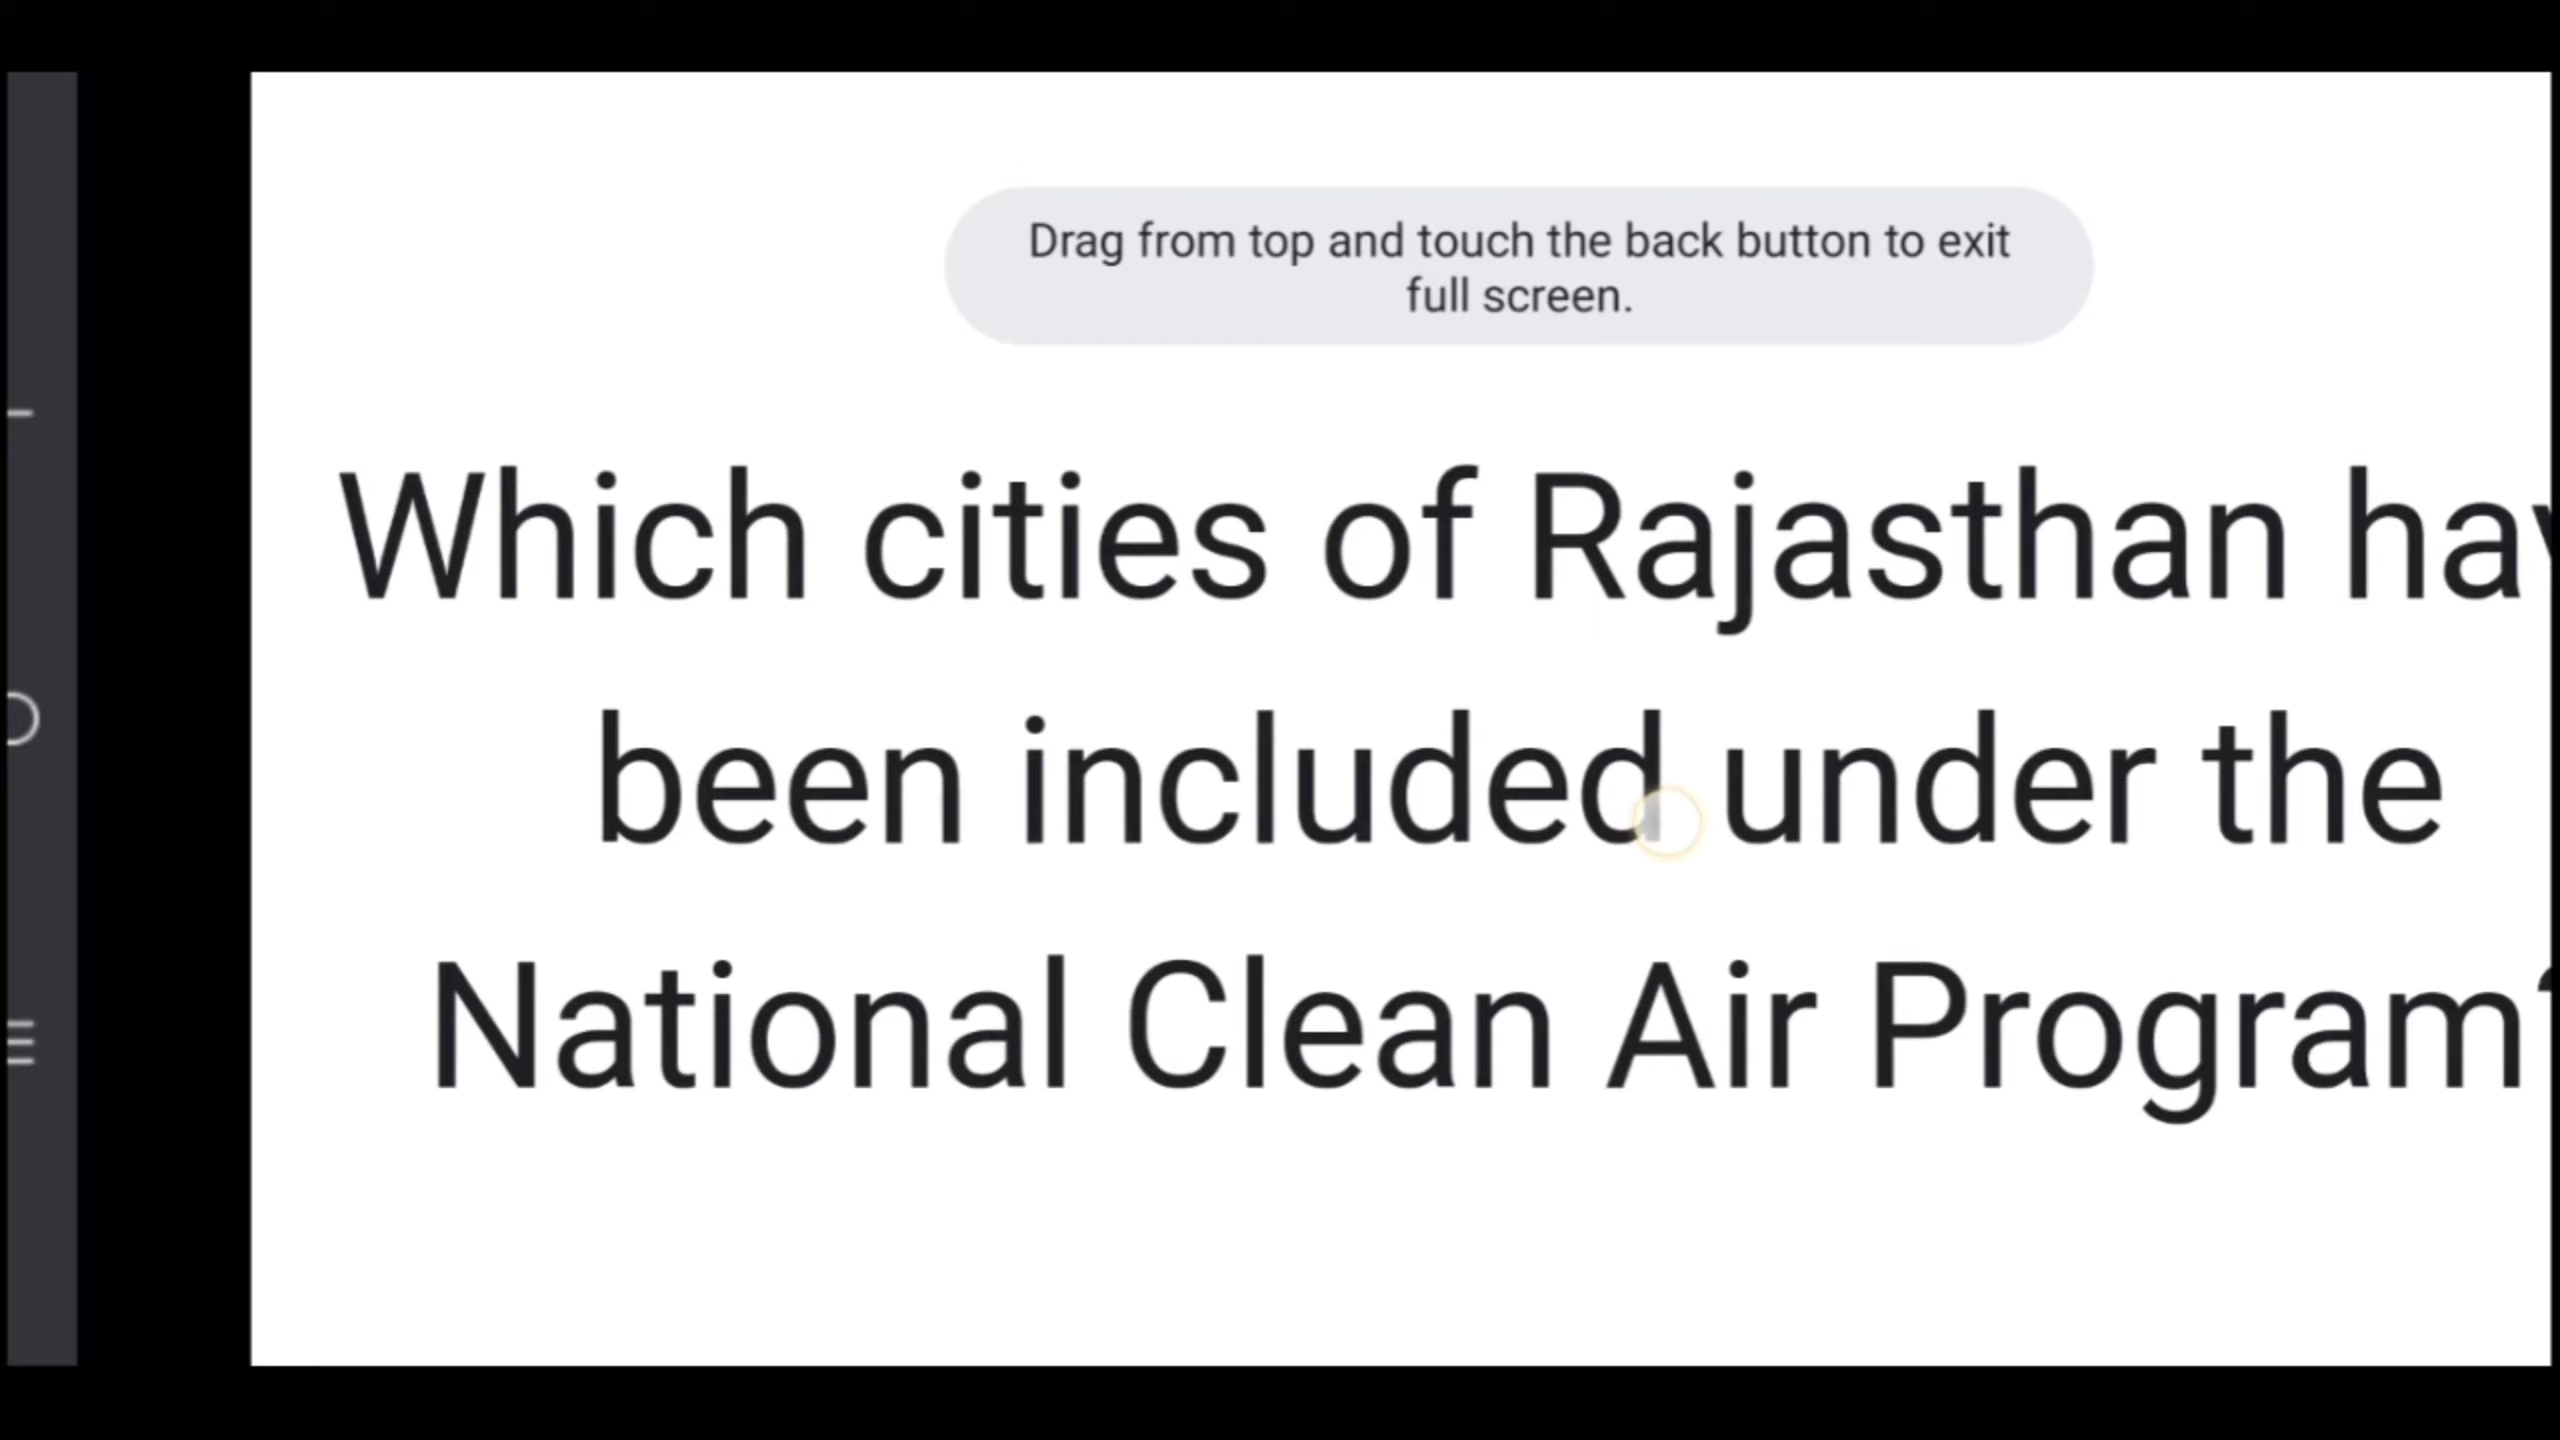 Drag from top and touch the back button to exit
full screen.
Which cities of Rajasthan
been included under the
National Clean Air Program